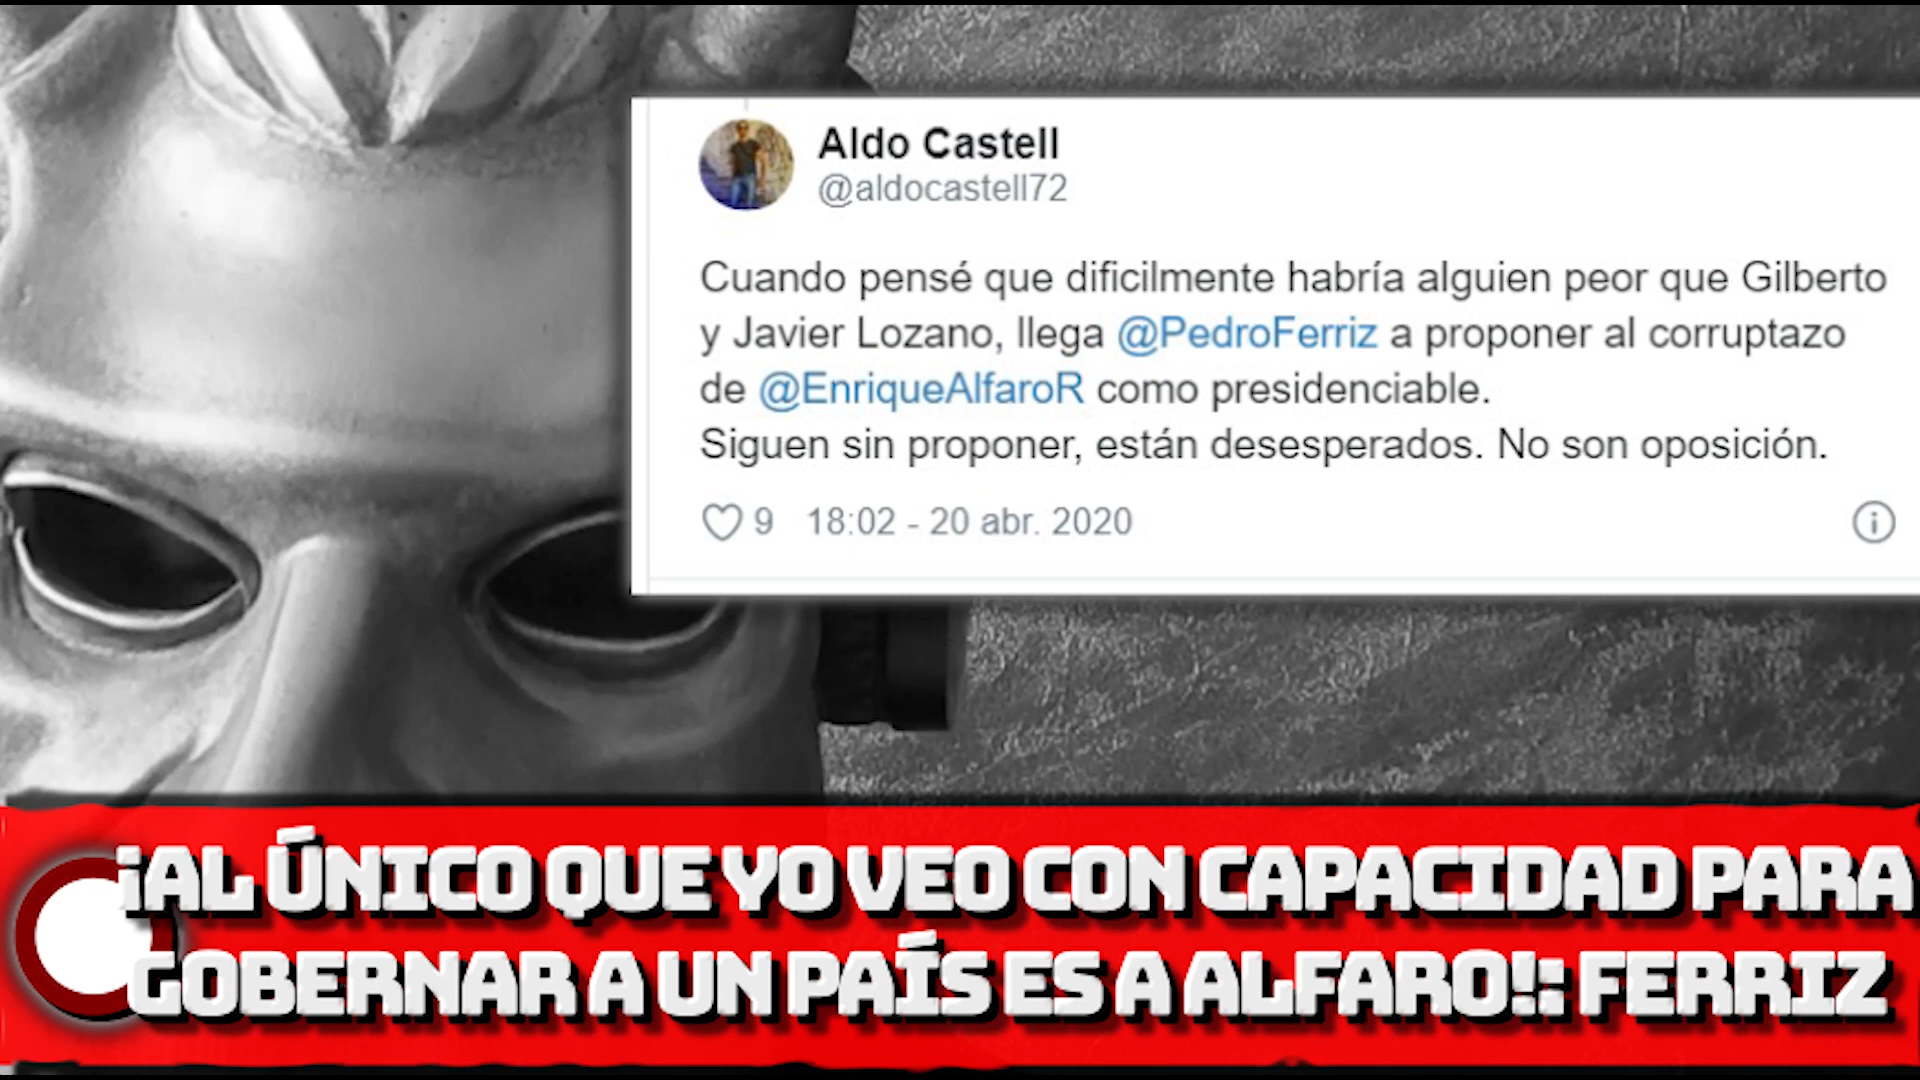 Aldo Castell
@aldocastell72
Cuando pensé que dificilmente habría alguien peor que Gilberto
y Javier Lozano, llega @PedroFerriz a proponer al corruptazo
de @EnriqueAlfaroR como presidenciable.
Siguen sin proponer, están desesperados. No son oposición.
9 18:02 - 20 abr. 2020
¡AL ÚNICO QUE YO VEO CON CAPACIDAD PARA
GOBERNAR A UN PAÍS ES A ALFARO!: FERRIZ